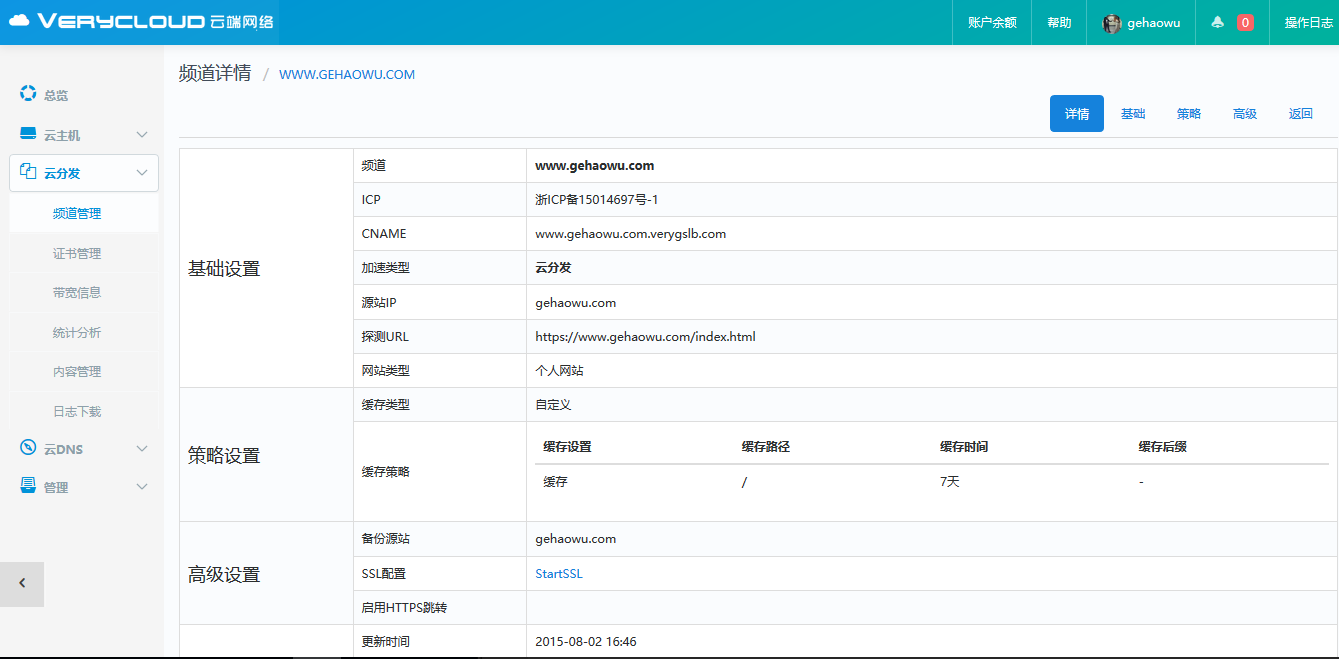 VERYCLOUD 云端网络
账户余额
帮助
gehaowu
0
操作日志
总览
云主机
云分发
频道管理
证书管理
带宽信息
统计分析
内容管理
日志下载
云DNS
管理
频道详情 / WWW.GEHAOWU.COM
详情 基础 策略 高级 返回
基础设置
频道 www.gehaowu.com
ICP 浙ICP备15014697号-1
CNAME www.gehaowu.com.verygslb.com
加速类型 云分发
源站IP gehaowu.com
探测URL https://www.gehaowu.com/index.html
网站类型 个人网站
策略设置
缓存类型 自定义
缓存策略
缓存设置 缓存路径 缓存时间 缓存后缀
缓存 / 7天 -
高级设置
备份源站 gehaowu.com
SSL配置 StartSSL
启用HTTPS跳转
更新时间 2015-08-02 16:46